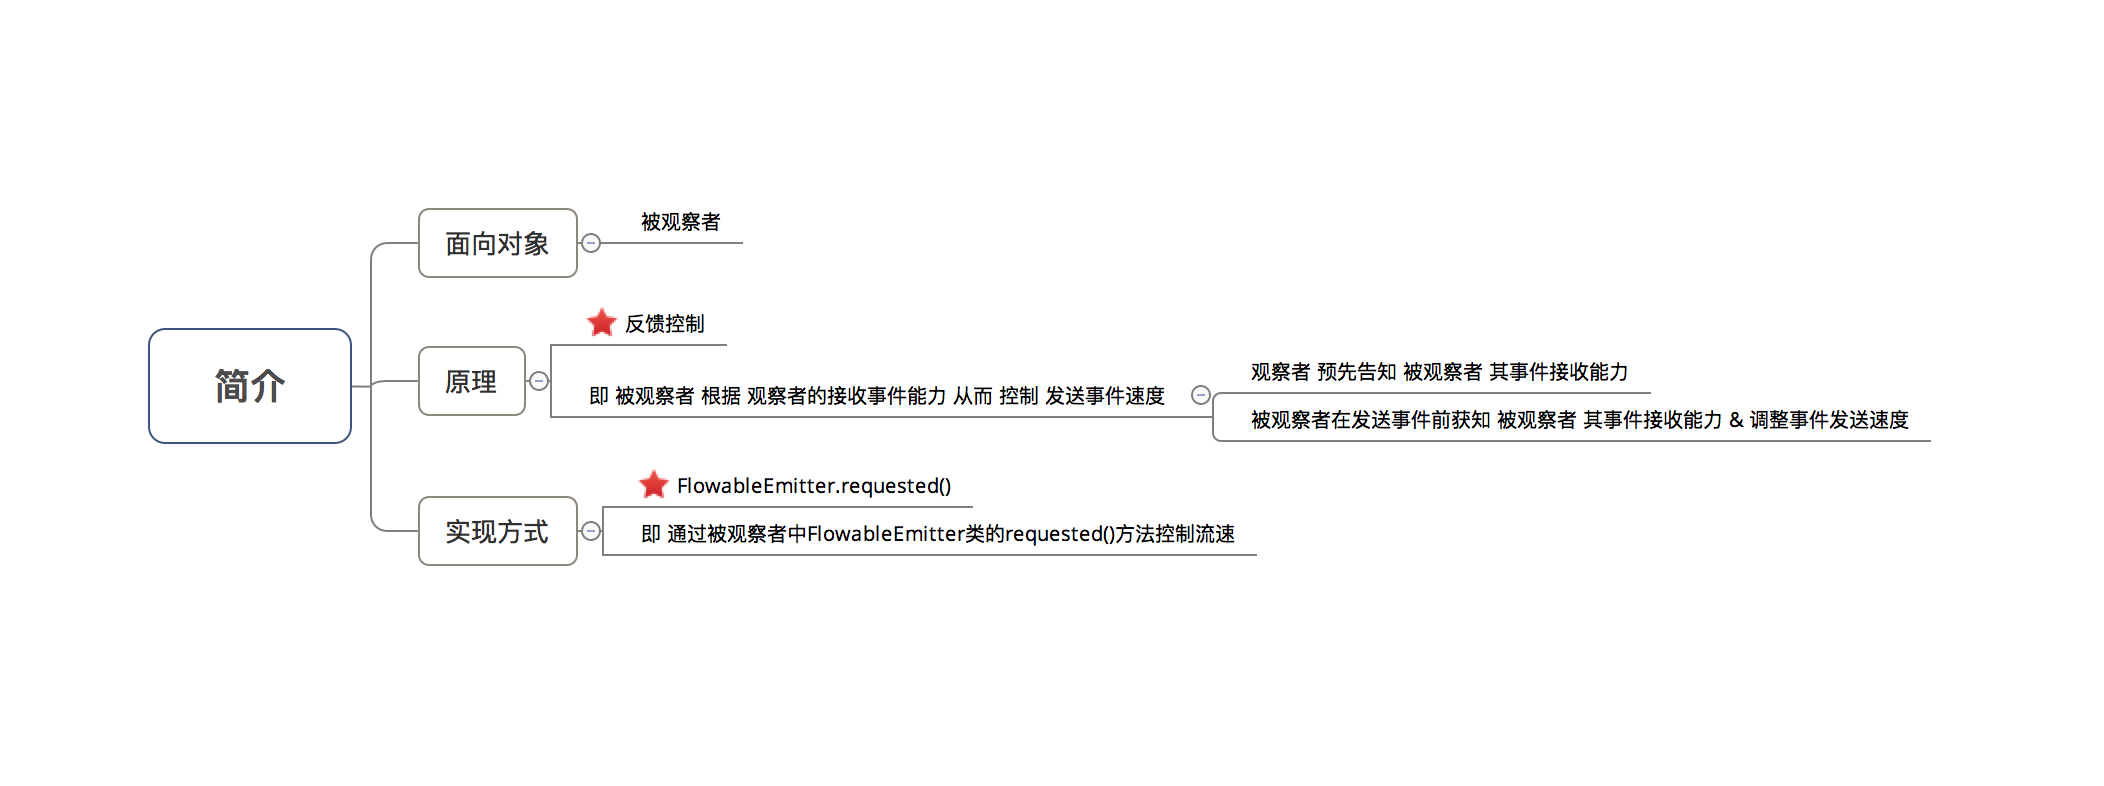 简介
面向对象
被观察者
原理
反馈控制
即 被观察者 根据 观察者的接收事件能力 从而 控制 发送事件速度
观察者 预先告知 被观察者 其事件接收能力
被观察者在发送事件前获知 被观察者 其事件接收能力 & 调整事件发送速度
实现方式
FlowableEmitter.requested()
即 通过被观察者中FlowableEmitter类的requested()方法控制流速